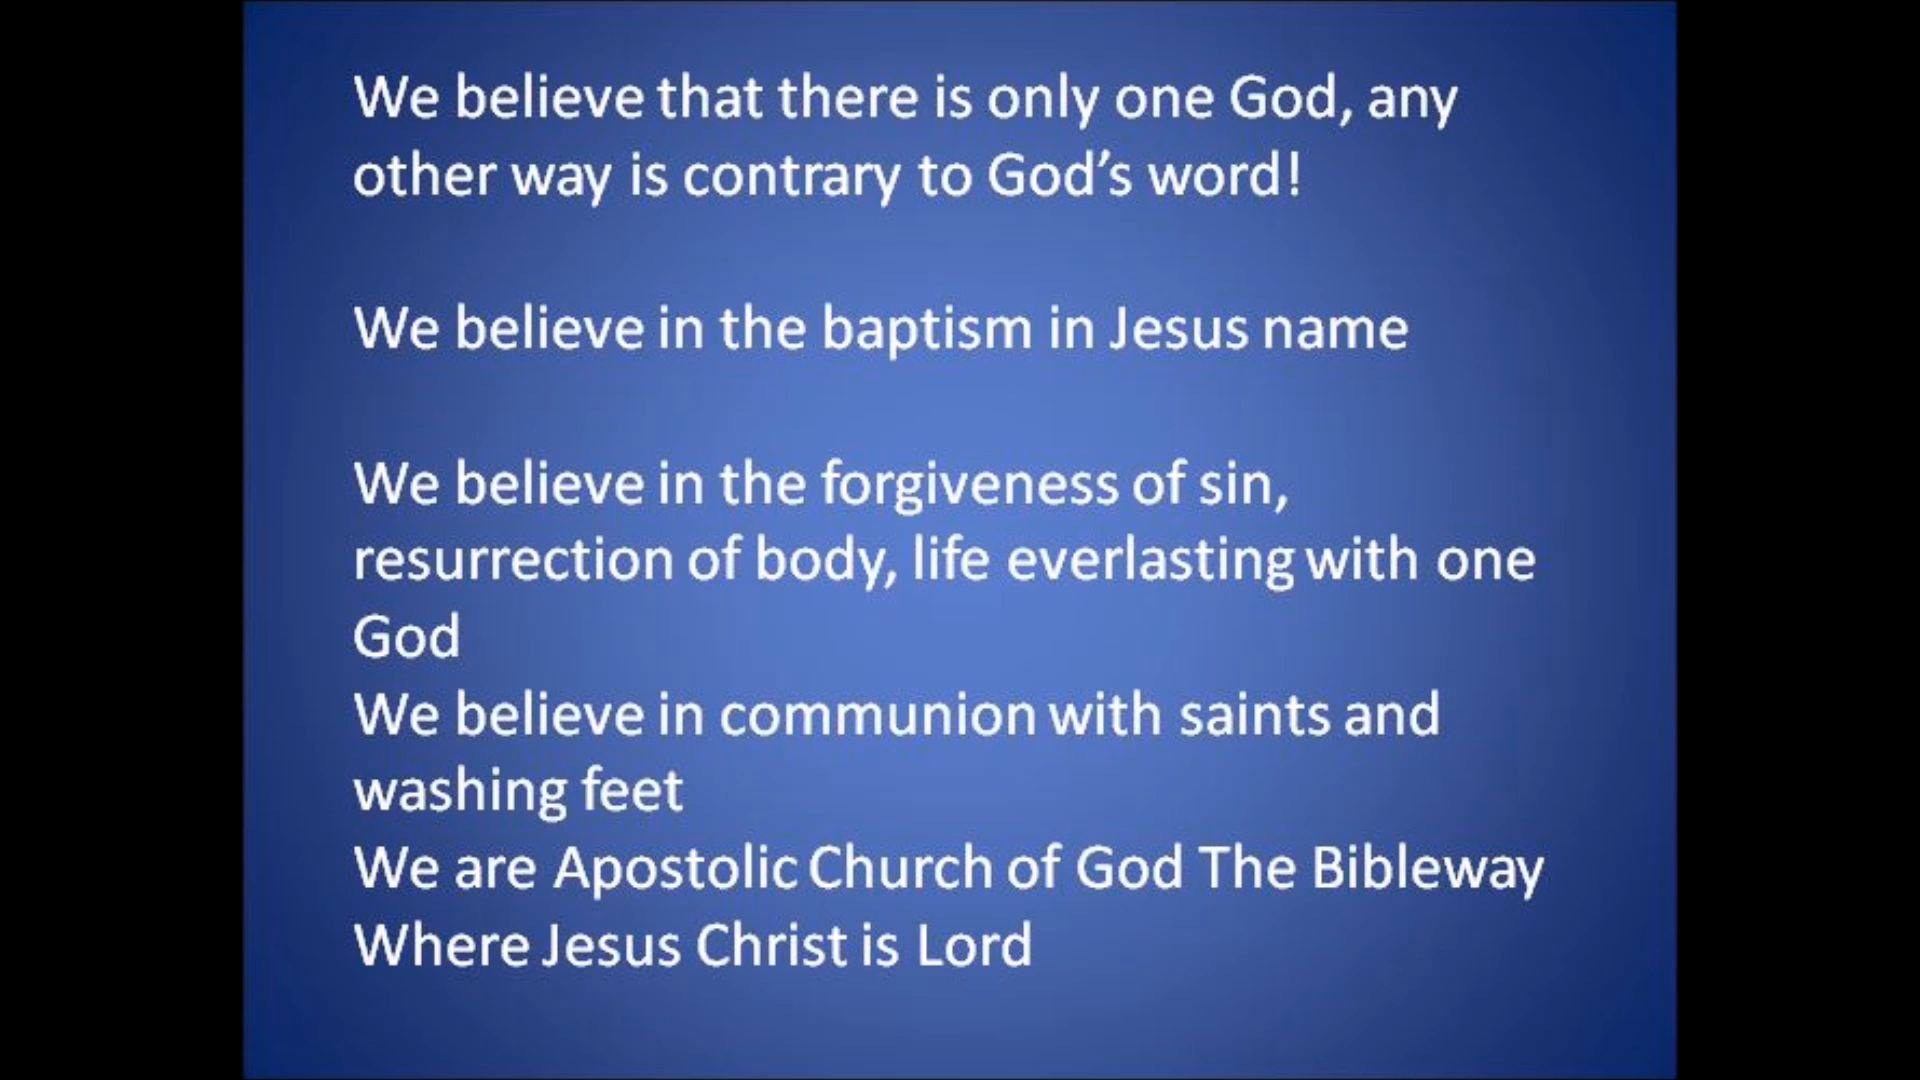 We believe that there is only one God, any
other way is contrary to God’s word!
We believe in the baptism in Jesus name
We believe in the forgiveness of sin,
resurrection of body, life everlasting with one
God
We believe in communion with saints and
washing feet
We are Apostolic Church of God The Bibleway
Where Jesus Christ is Lord